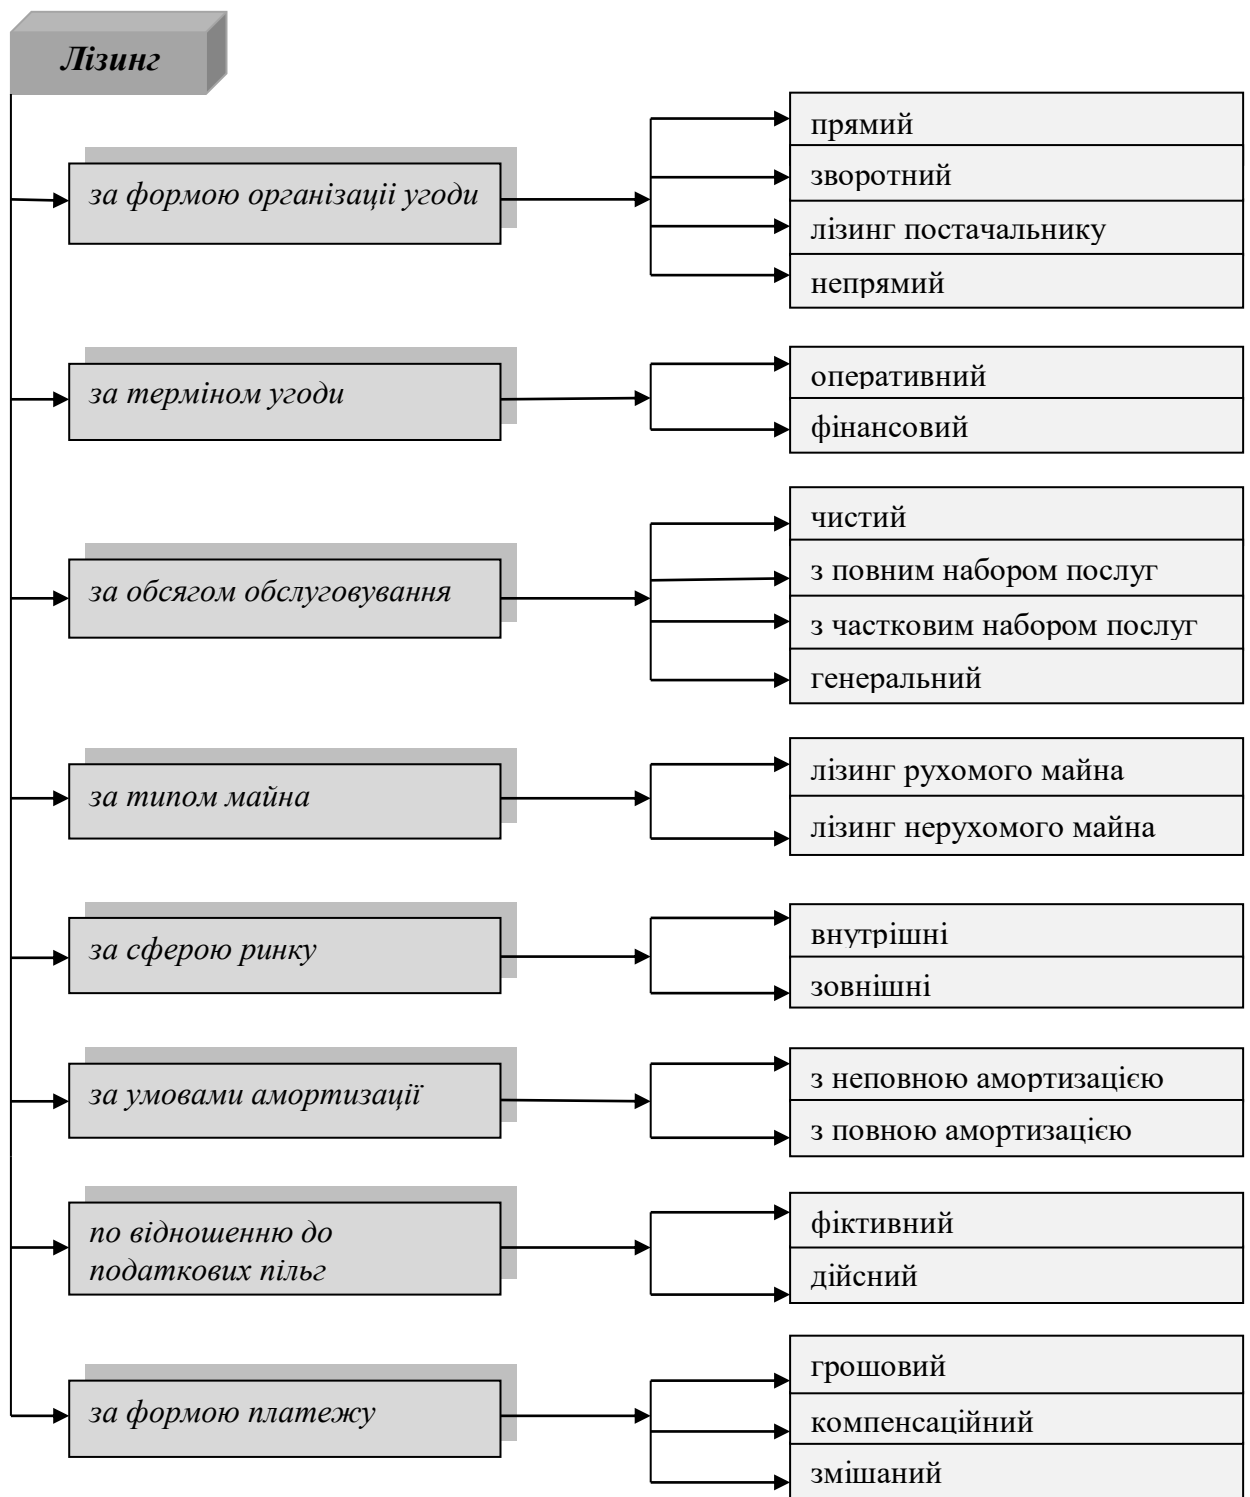 Лізинг
за формою організації угоди
прямий
зворотний
лізинг постачальнику
непрямий
за терміном угоди
оперативний
фінансовий
за обсягом обслуговування
чистий
з повним набором послуг
з частковим набором послуг
генеральний
за типом майна
лізинг рухомого майна
лізинг нерухомого майна
за сферою ринку
внутрішні
зовнішні
за умовами амортизації
з неповною амортизацією
з повною амортизацією
по відношенню до
податкових пільг
фіктивний
дійсний
за формою платежу
грошовий
компенсаційний
змішаний